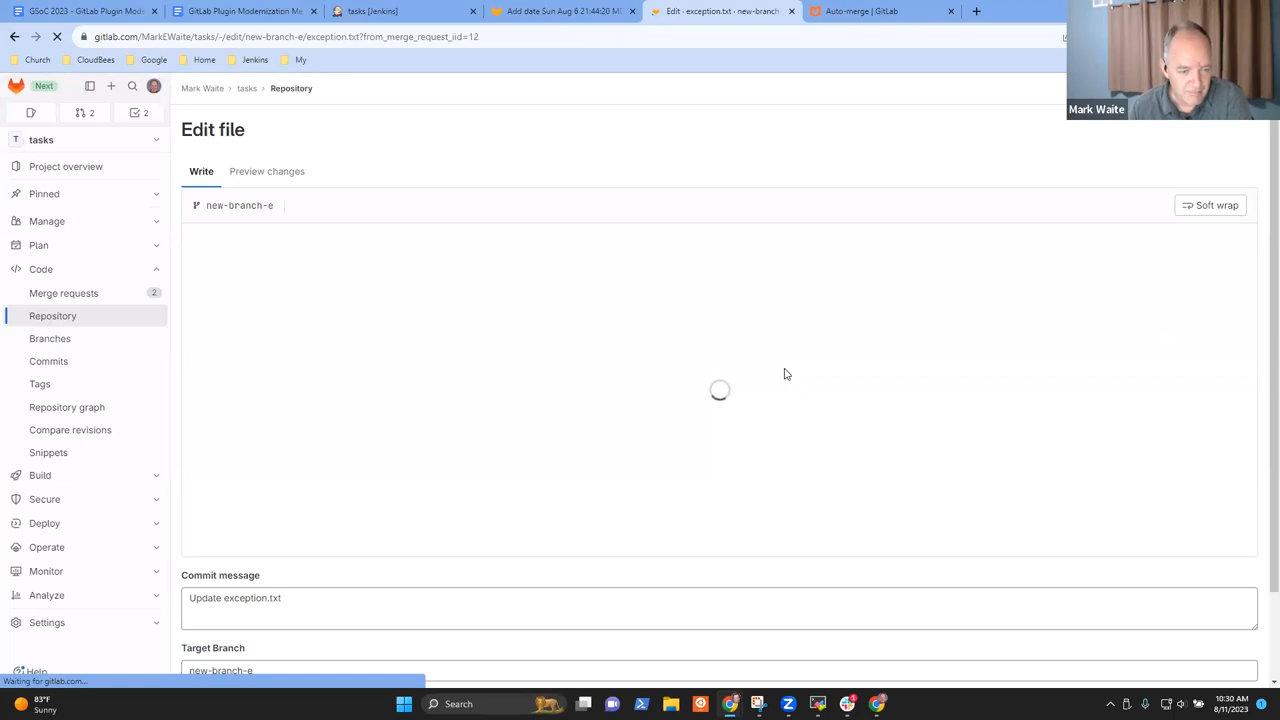 GSoC 2023 - GitLab Plugin Mode
GitLab Plugin Modernization Me
tasks [Jenkins]
Add date Sun Aug 6 21:44:20 MD
Edit · exception.txt · new-branch-
Auto-merge | GitLab
gitlab.com/MarkEWaite/tasks/-/edit/new-branch-e/exception.txt?from_merge_request_iid=12
Church
CloudBees
Google
Home
Jenkins
My
Next
2
2
T
tasks
Project overview
Pinned
Manage
Plan
Code
Merge requests
2
Repository
Branches
Commits
Tags
Repository graph
Compare revisions
Snippets
Build
Secure
Deploy
Operate
Monitor
Analyze
Settings
Help
Waiting for gitlab.com...
Mark Waite
tasks
Repository
Edit file
Write
Preview changes
new-branch-e
Soft wrap
Commit message
Update exception.txt
Target Branch
new-branch-e
Mark Waite
83°F
Sunny
Search
10:30 AM
8/11/2023